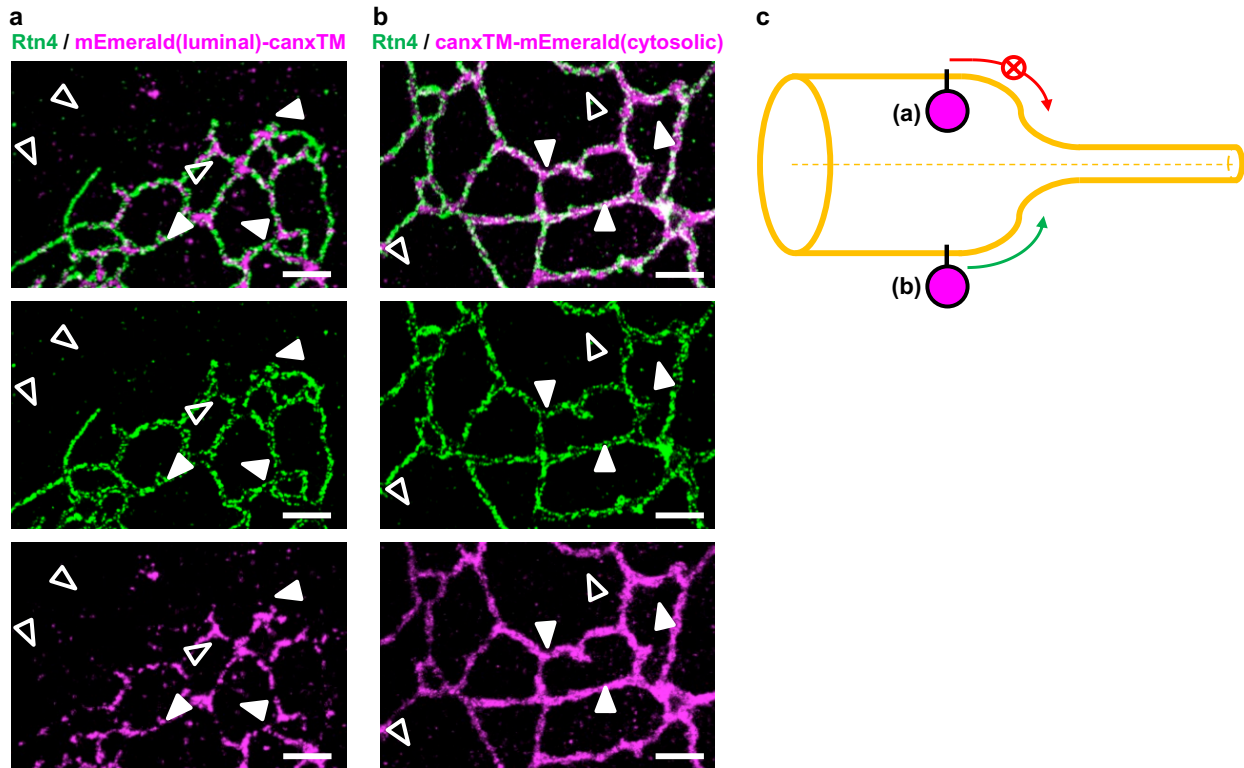 a
Rtn4 / mEmerald(luminal)-canxTM
b
Rtn4 / canxTM-mEmerald(cytosolic)
c
(a)
(b)